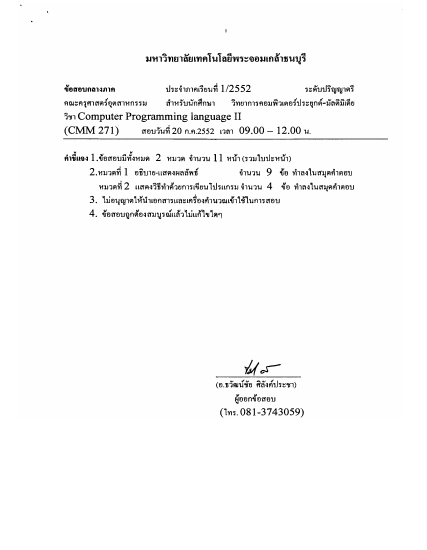 1
มหาวิทยาลัยเทคโนโลยีพระจอมเกล้าธนบุรี
ข้อสอบกลางภาค ประจำภาคเรียนที่ 1/2552 ระดับปริญญาตรี
คณะครุศาสตร์อุตสาหกรรม สำหรับนักศึกษา วิทยาการคอมพิวเตอร์ประยุกต์-มัลติมีเดีย
วิชา Computer Programming language II
(CMM 271) สอบวันที่ 20 ก.ค.2552 เวลา 09.00 – 12.00 น.
คำชี้แจง 1.ข้อสอบมีทั้งหมด 2 หมวด จำนวน 11 หน้า (รวมใบปะหน้า)
2.หมวดที่ 1 อธิบาย-แสดงผลลัพธ์ จำนวน 9 ข้อ ทำลงในสมุดคำตอบ
หมวดที่ 2 แสดงวิธีทำด้วยการเขียนโปรแกรม จำนวน 4 ข้อ ทำลงในสมุดคำตอบ
3. ไม่อนุญาตให้นำเอกสารและเครื่องคำนวณเข้าใช้ในการสอบ
4. ข้อสอบถูกต้องสมบูรณ์แล้วไม่แก้ไขใดๆ
(อ.ธวัฒน์ชัย ศิลังค์ประชา)
ผู้ออกข้อสอบ
(โทร. 081-3743059)